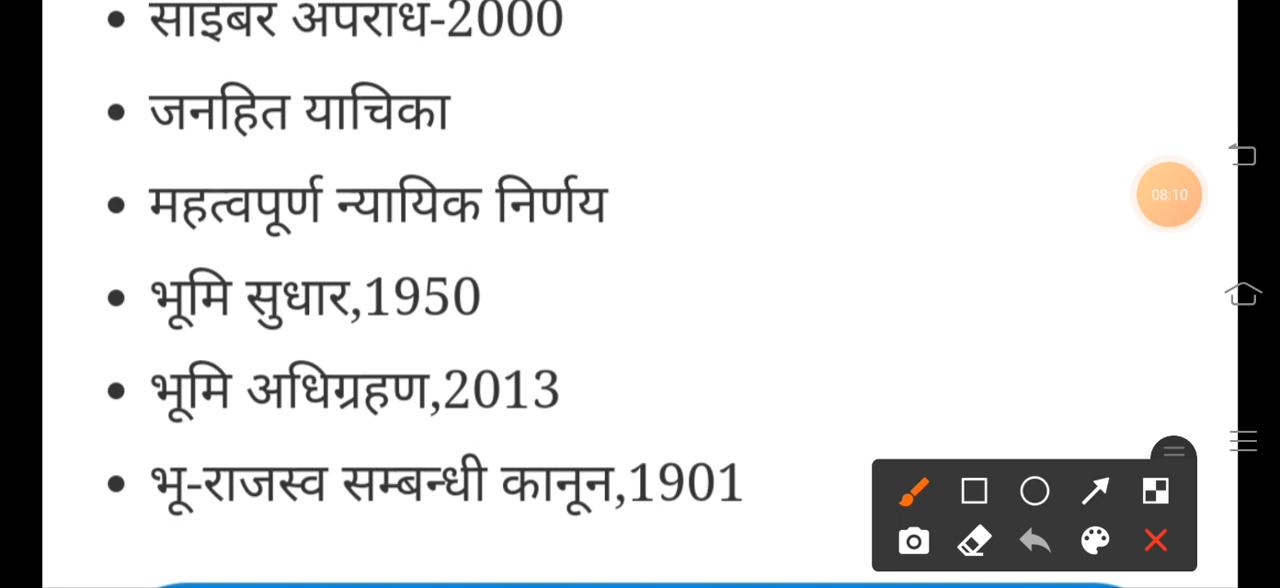 साइबर अपराध-2000
जनहित याचिका
महत्वपूर्ण न्यायिक निर्णय
भूमि सुधार,1950
भूमि अधिग्रहण,2013
भू-राजस्व सम्बन्धी कानून,1901
08:10